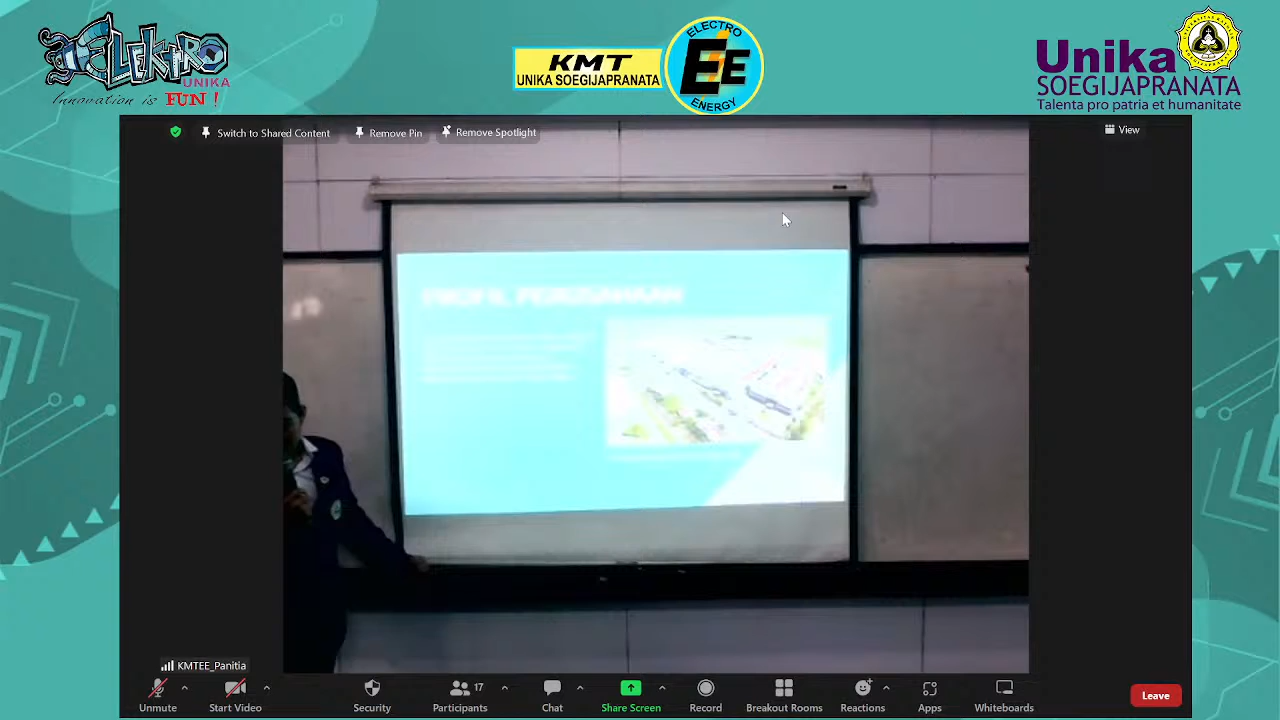 ELEKTRO
UNIKA
Innovation is FUN !
KMT
UNIKA SOEGIJAPRANATA
ELECTRO
EE
ENERGY
Unika
SOEGIJAPRANATA
Talenta pro patria et humanitate
Switch to Shared Content
Remove Pin
Remove Spotlight
View
PROFIL PERUSAHAAN
KMTEE_Panitia
Unmute
Start Video
Security
Participants
17
Chat
Share Screen
Record
Breakout Rooms
Reactions
Apps
Whiteboards
Leave